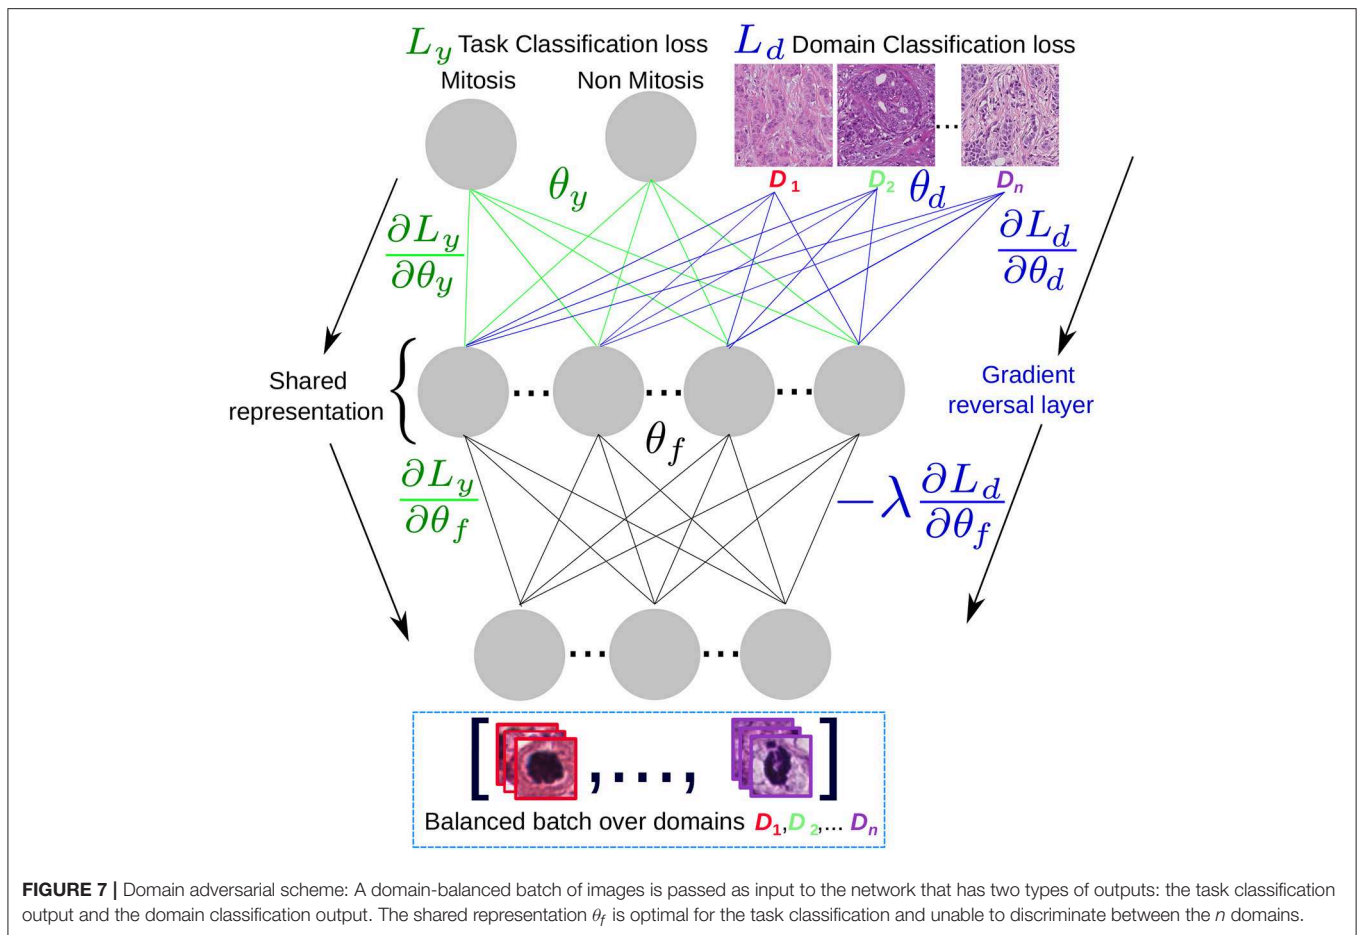 L_y Task Classification loss
L_d Domain Classification loss
Mitosis
Non Mitosis
...
D_1
D_2
D_n
θ_y
θ_d
∂L_y
∂θ_y
∂L_d
∂θ_d
Shared
representation
{
... ... ...
Gradient
reversal layer
θ_f
∂L_y
∂θ_f
−λ ∂L_d
∂θ_f
... ...
[ ,..., ]
Balanced batch over domains D_1,D_2,... D_n
FIGURE 7 | Domain adversarial scheme: A domain-balanced batch of images is passed as input to the network that has two types of outputs: the task classification
output and the domain classification output. The shared representation θ_f is optimal for the task classification and unable to discriminate between the n domains.